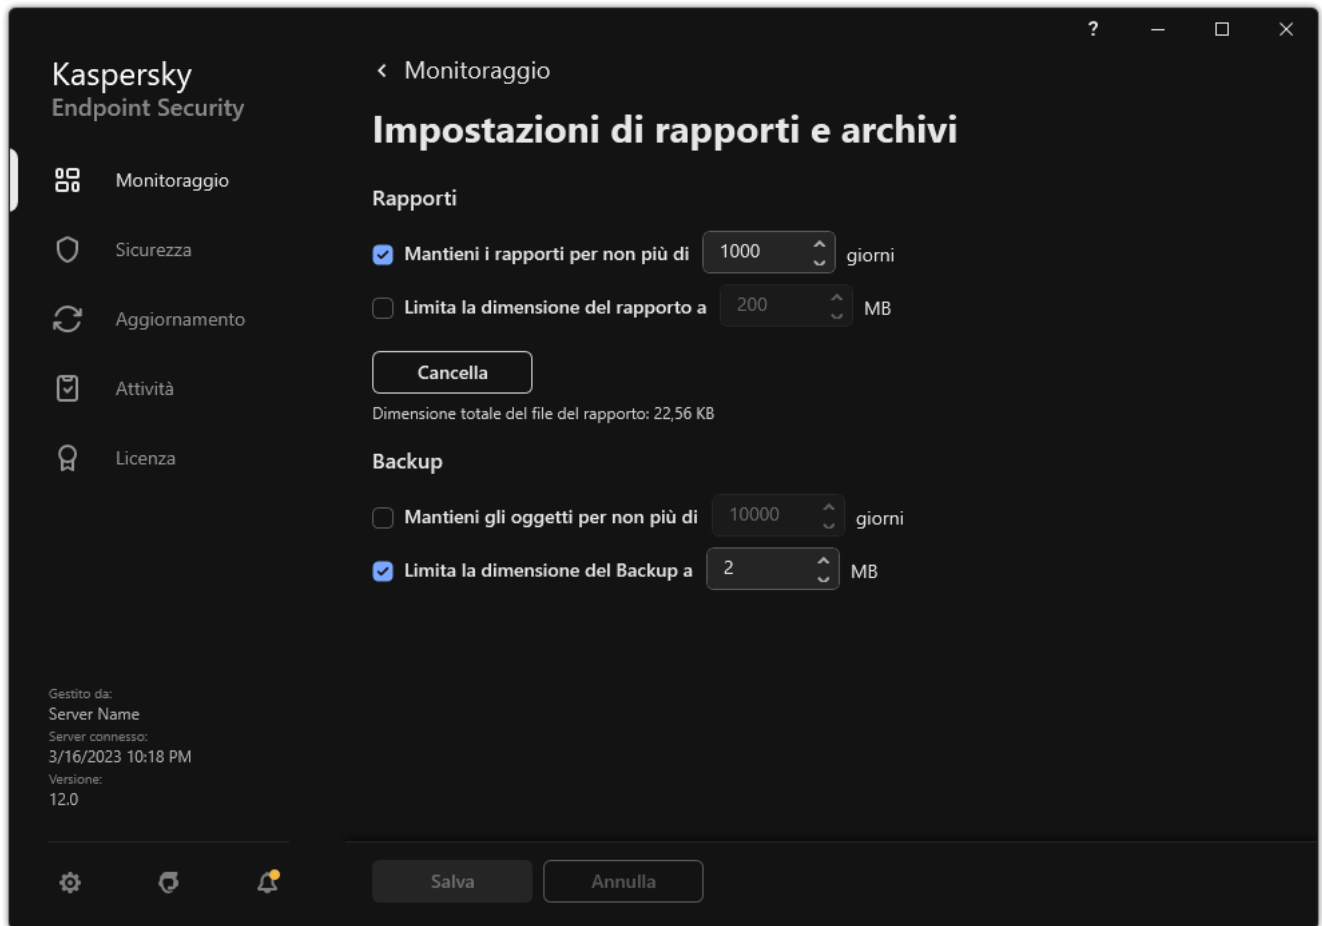 ?
Kaspersky
Endpoint Security
Monitoraggio
Sicurezza
Aggiornamento
Attività
Licenza
Gestito da:
Server Name
Server connesso:
3/16/2023 10:18 PM
Versione:
12.0
Monitoraggio
Impostazioni di rapporti e archivi
Rapporti
Mantieni i rapporti per non più di 1000 giorni
Limita la dimensione del rapporto a 200 MB
Cancella
Dimensione totale del file del rapporto: 22,56 KB
Backup
Mantieni gli oggetti per non più di 10000 giorni
Limita la dimensione del Backup a 2 MB
Salva Annulla